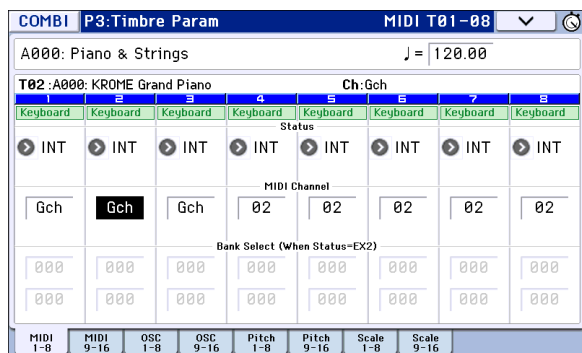 COMBI P3:Timbre Param MIDI T01-08
A000: Piano & Strings ♩= 120.00
T02 :A000: KROME Grand Piano Ch:Gch
1 2 3 4 5 6 7 8
Keyboard Keyboard Keyboard Keyboard Keyboard Keyboard Keyboard Keyboard
Status
INT INT INT INT INT INT INT INT
MIDI Channel
Gch Gch Gch 02 02 02 02 02
Bank Select (When Status=EX2)
000 000 000 000 000 000 000 000
000 000 000 000 000 000 000 000
MIDI MIDI OSC OSC Pitch Pitch Scale Scale
1-8 9-16 1-8 9-16 1-8 9-16 1-8 9-16